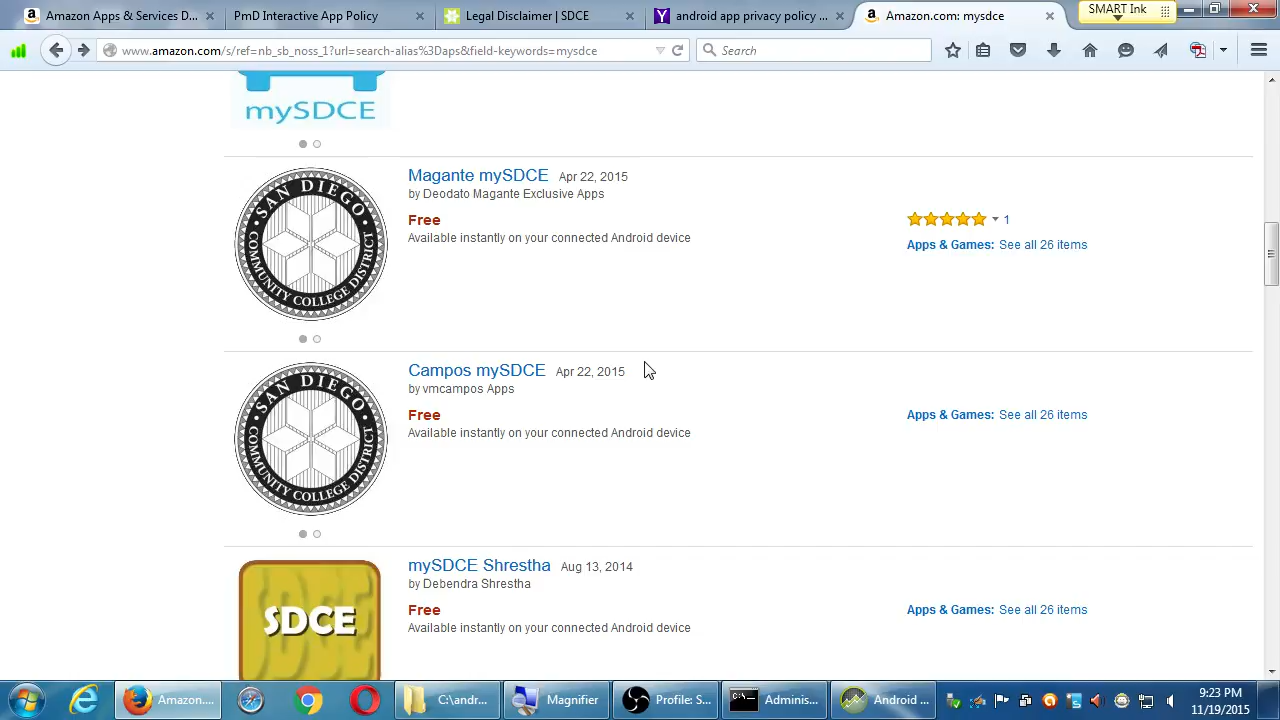 Amazon Apps & Services D...
PmD Interactive App Policy
Legal Disclaimer | SDCE
android app privacy policy ...
Amazon.com: mysdce
SMART Ink
www.amazon.com/s/ref=nb_sb_noss_1?url=search-alias%3Daps&field-keywords=mysdce
Search
mySDCE
Magante mySDCE Apr 22, 2015
by Deodato Magante Exclusive Apps
Free
Available instantly on your connected Android device
1
Apps & Games: See all 26 items
SAN DIEGO
COMMUNITY COLLEGE DISTRICT
Campos mySDCE Apr 22, 2015
by vmcampos Apps
Free
Available instantly on your connected Android device
Apps & Games: See all 26 items
SAN DIEGO
COMMUNITY COLLEGE DISTRICT
mySDCE Shrestha Aug 13, 2014
by Debendra Shrestha
Free
Available instantly on your connected Android device
Apps & Games: See all 26 items
SDCE
Amazon....
C:\andr...
Magnifier
Profile: S...
Adminis...
Android ...
9:23 PM
11/19/2015